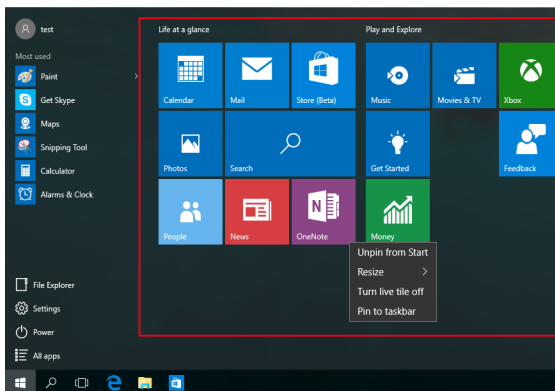 test
Most used
Paint
Get Skype
Maps
Snipping Tool
Calculator
Alarms & Clock
File Explorer
Settings
Power
All apps
Life at a glance
Play and Explore
Calendar
Mail
Store (Beta)
Music
Movies & TV
Xbox
Photos
Search
Get Started
Feedback
People
News
OneNote
Money
Unpin from Start
Resize
Turn live tile off
Pin to taskbar